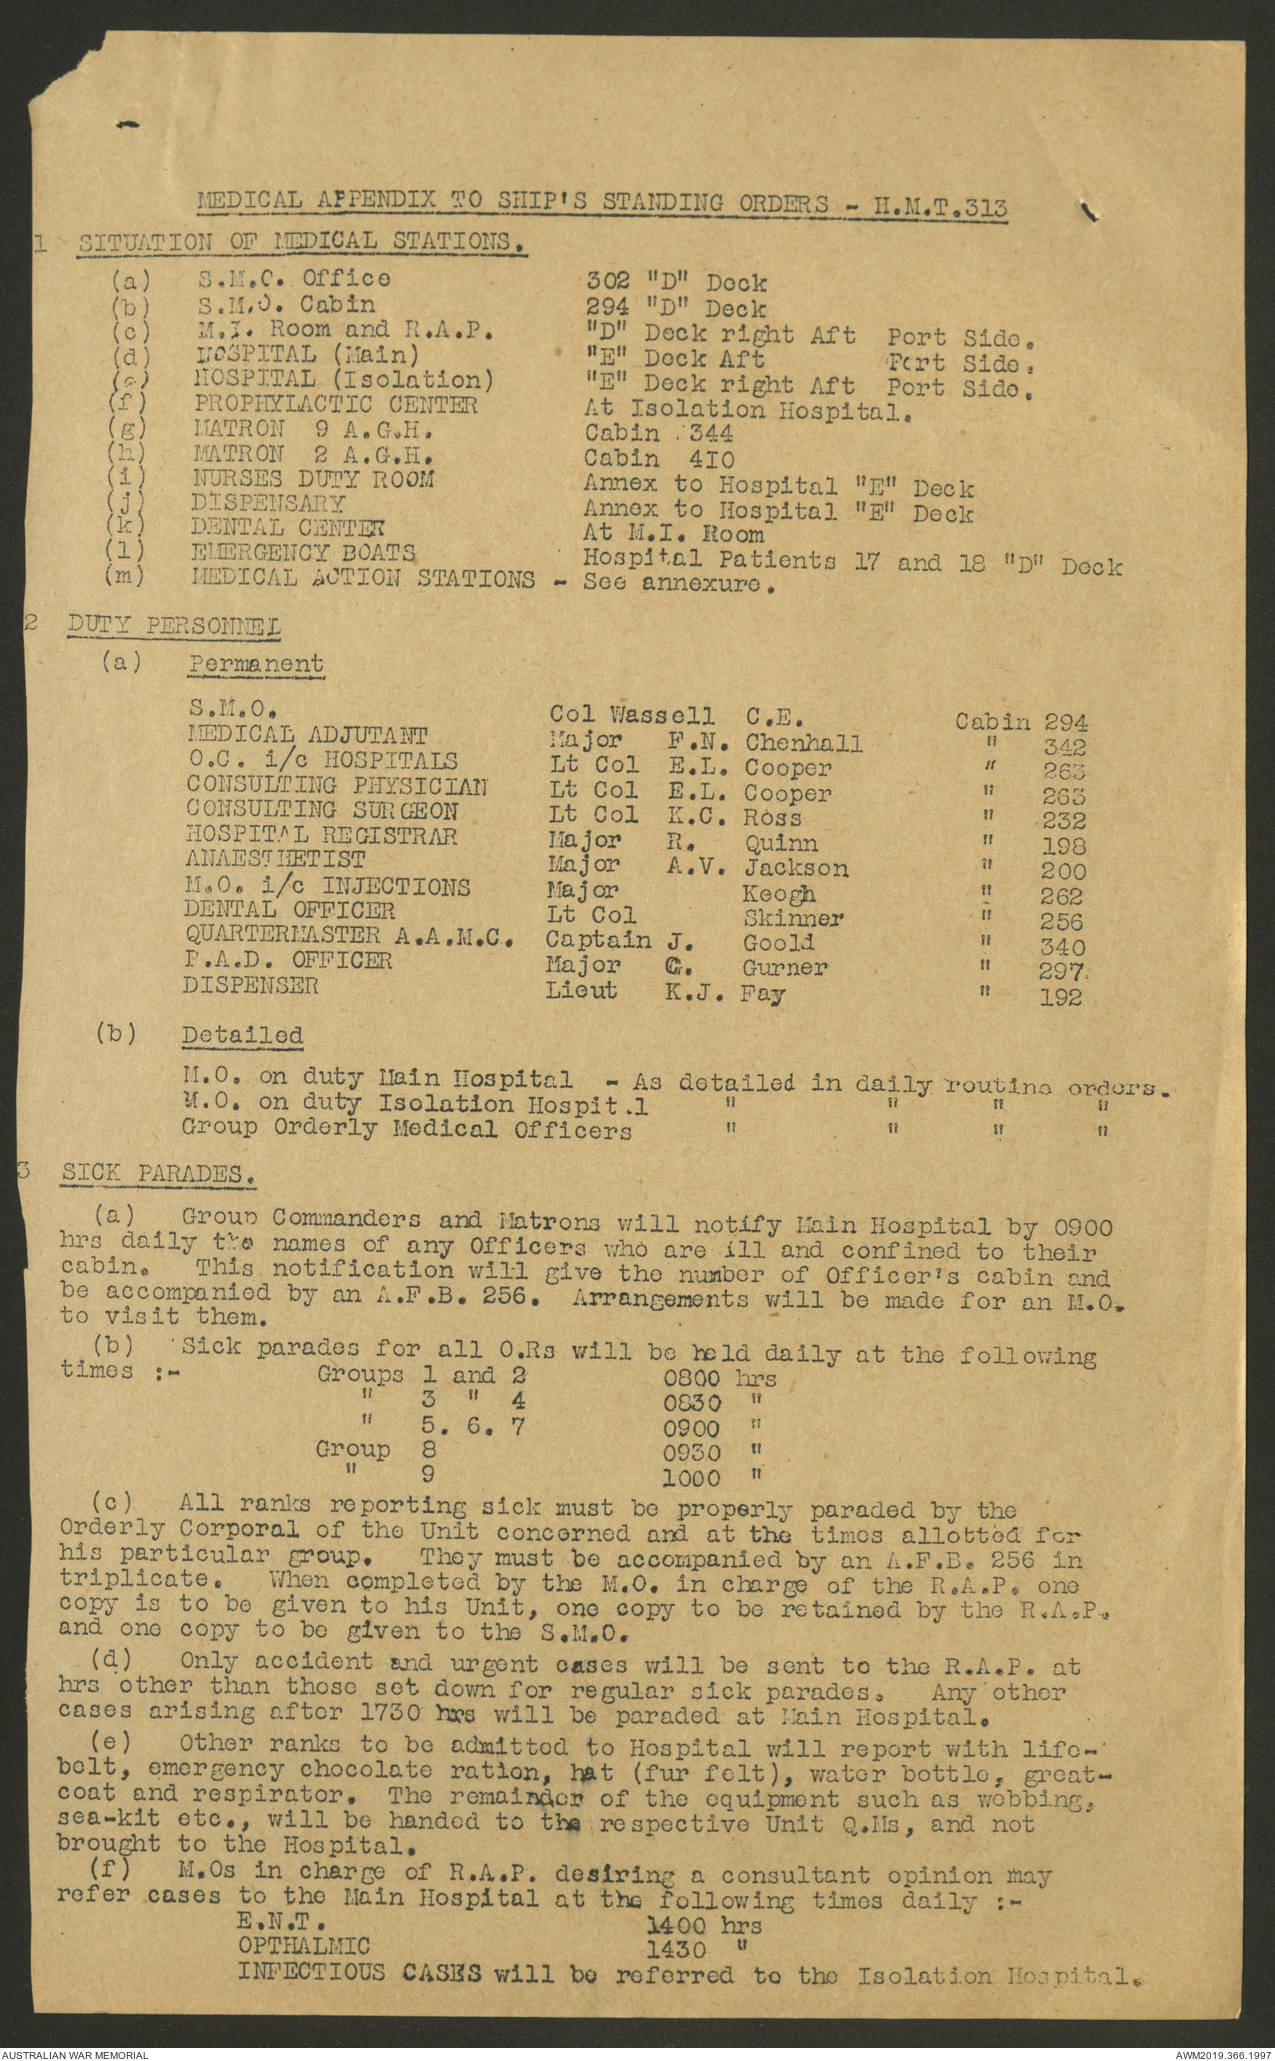 MEDICAL APPENDIX TO SHIP'S STANDING ORDERS - H.M.T.313
1 SITUATION OF MEDICAL STATIONS.
(a) S.M.O. Office 302 "D" Deck
(b) S.M.O. Cabin 294 "D" Deck
(c) M.I. Room and R.A.P. "D" Deck right Aft Port Side.
(d) HOSPITAL (Main) "E" Deck Aft Port Side.
(e) HOSPITAL (Isolation) "E" Deck right Aft Port Side.
(f) PROPHYLACTIC CENTER At Isolation Hospital.
(g) MATRON 9 A.G.H. Cabin 344
(h) MATRON 2 A.G.H. Cabin 4I0
(i) NURSES DUTY ROOM Annex to Hospital "E" Deck
(j) DISPENSARY Annex to Hospital "E" Deck
(k) DENTAL CENTER At M.I. Room
(l) EMERGENCY BOATS Hospital Patients 17 and 18 "D" Deck
(m) MEDICAL ACTION STATIONS - See annexure.
2 DUTY PERSONNEL
(a) Permanent
S.M.O. Col Wassell C.E. Cabin 294
MEDICAL ADJUTANT Major F.N. Chenhall " 342
O.C. i/c HOSPITALS Lt Col E.L. Cooper " 263
CONSULTING PHYSICIAN Lt Col E.L. Cooper " 263
CONSULTING SURGEON Lt Col K.C. Ross " 232
HOSPITAL REGISTRAR Major R. Quinn " 198
ANAESTHETIST Major A.V. Jackson " 200
M.O. i/c INJECTIONS Major Keogh " 262
DENTAL OFFICER Lt Col Skinner " 256
QUARTERMASTER A.A.M.C. Captain J. Goold " 340
P.A.D. OFFICER Major G. Gurner " 297
DISPENSER Lieut K.J. Fay " 192
(b) Detailed
M.O. on duty Main Hospital - As detailed in daily routine orders.
M.O. on duty Isolation Hospital " " " "
Group Orderly Medical Officers " " " "
3 SICK PARADES.
(a) Group Commanders and Matrons will notify Main Hospital by 0900
hrs daily the names of any Officers who are ill and confined to their
cabin. This notification will give the number of Officer's cabin and
be accompanied by an A.F.B. 256. Arrangements will be made for an M.O.
to visit them.
(b) Sick parades for all O.Rs will be held daily at the following
times :- Groups 1 and 2 0800 hrs
" 3 " 4 0830 "
" 5. 6. 7 0900 "
Group 8 0930 "
" 9 1000 "
(c) All ranks reporting sick must be properly paraded by the
Orderly Corporal of the Unit concerned and at the times allotted for
his particular group. They must be accompanied by an A.F.B. 256 in
triplicate. When completed by the M.O. in charge of the R.A.P. one
copy is to be given to his Unit, one copy to be retained by the R.A.P.
and one copy to be given to the S.M.O.
(d) Only accident and urgent cases will be sent to the R.A.P. at
hrs other than those set down for regular sick parades. Any other
cases arising after 1730 hrs will be paraded at Main Hospital.
(e) Other ranks to be admitted to Hospital will report with life-
belt, emergency chocolate ration, hat (fur felt), water bottle, great-
coat and respirator. The remainder of the equipment such as webbing,
sea-kit etc., will be handed to the respective Unit Q.Ms, and not
brought to the Hospital.
(f) M.Os in charge of R.A.P. desiring a consultant opinion may
refer cases to the Main Hospital at the following times daily :-
E.N.T. 1400 hrs
OPTHALMIC 1430 "
INFECTIOUS CASES will be referred to the Isolation Hospital.
AUSTRALIAN WAR MEMORIAL AWM2019.366.1997